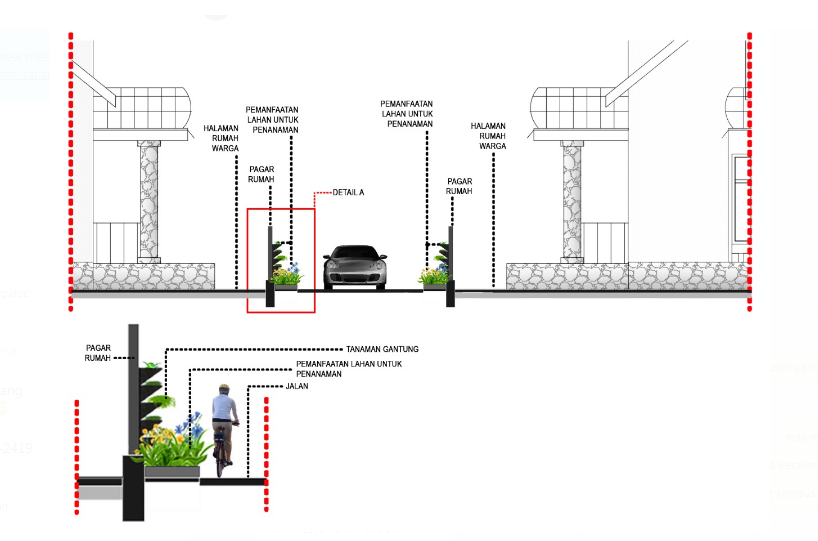 PEMANFAATAN
LAHAN UNTUK
PENANAMAN
PEMANFAATAN
LAHAN UNTUK
PENANAMAN
HALAMAN
RUMAH
WARGA
HALAMAN
RUMAH
WARGA
PAGAR
RUMAH
PAGAR
RUMAH
DETAIL A
PAGAR
RUMAH
TANAMAN GANTUNG
PEMANFAATAN LAHAN UNTUK
PENANAMAN
JALAN